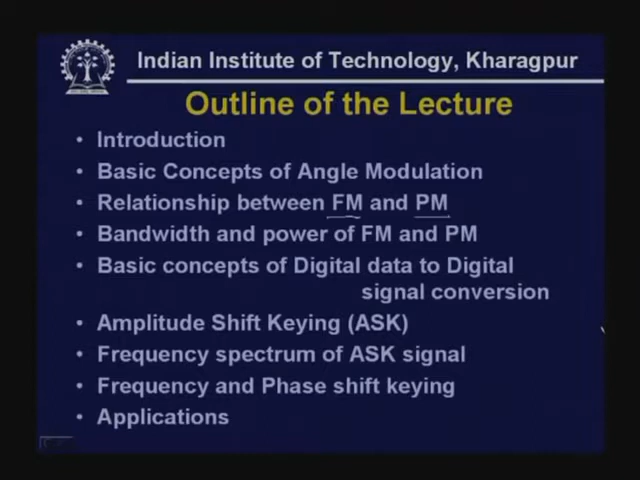 Indian Institute of Technology, Kharagpur
Outline of the Lecture
• Introduction
• Basic Concepts of Angle Modulation
• Relationship between FM and PM
• Bandwidth and power of FM and PM
• Basic concepts of Digital data to Digital
signal conversion
• Amplitude Shift Keying (ASK)
• Frequency spectrum of ASK signal
• Frequency and Phase shift keying
• Applications